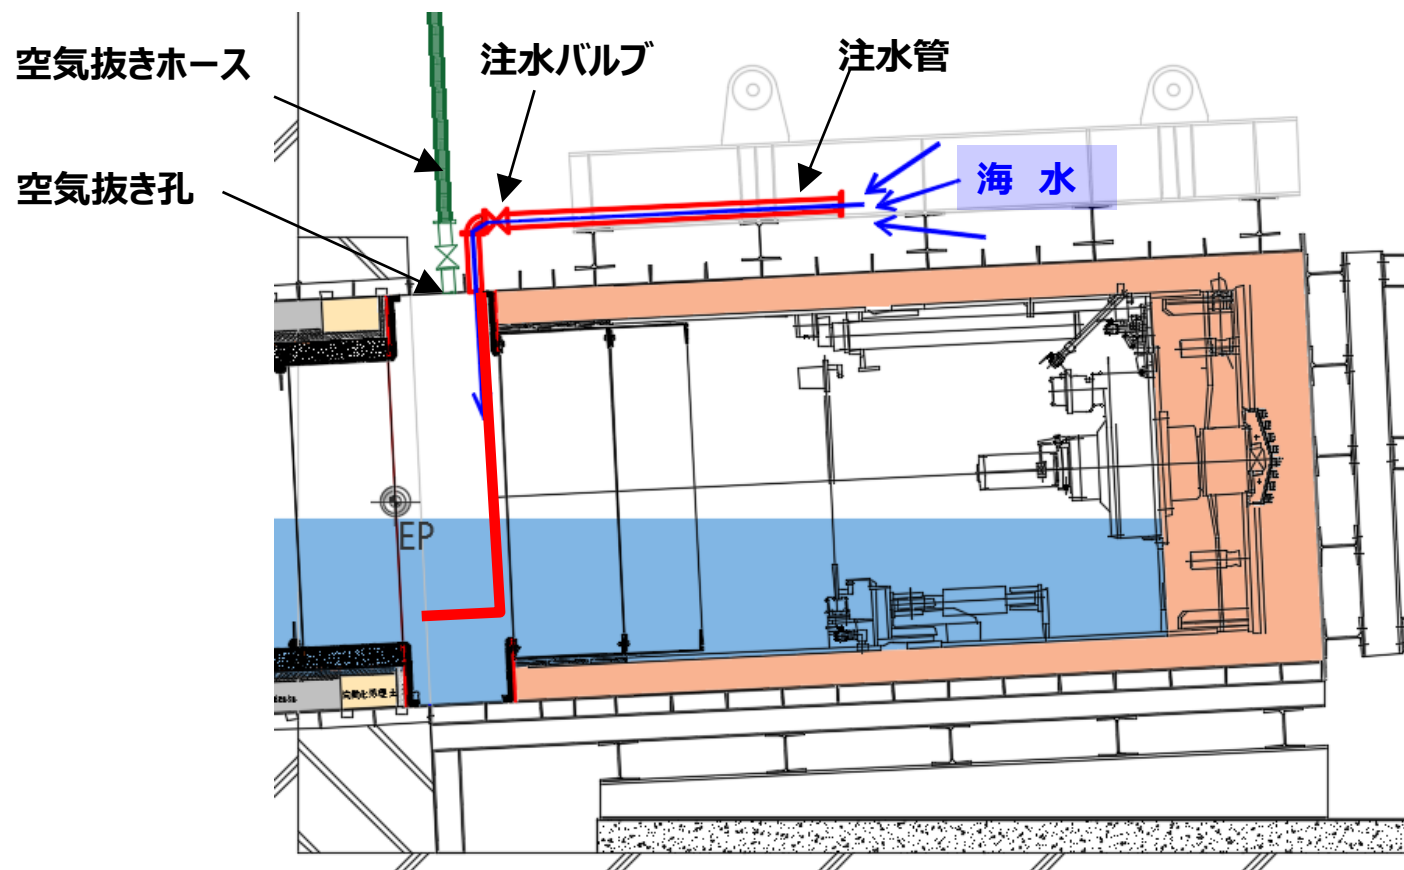 空気抜きホース
注水バルブ
注水管
空気抜き孔
海 水
EP